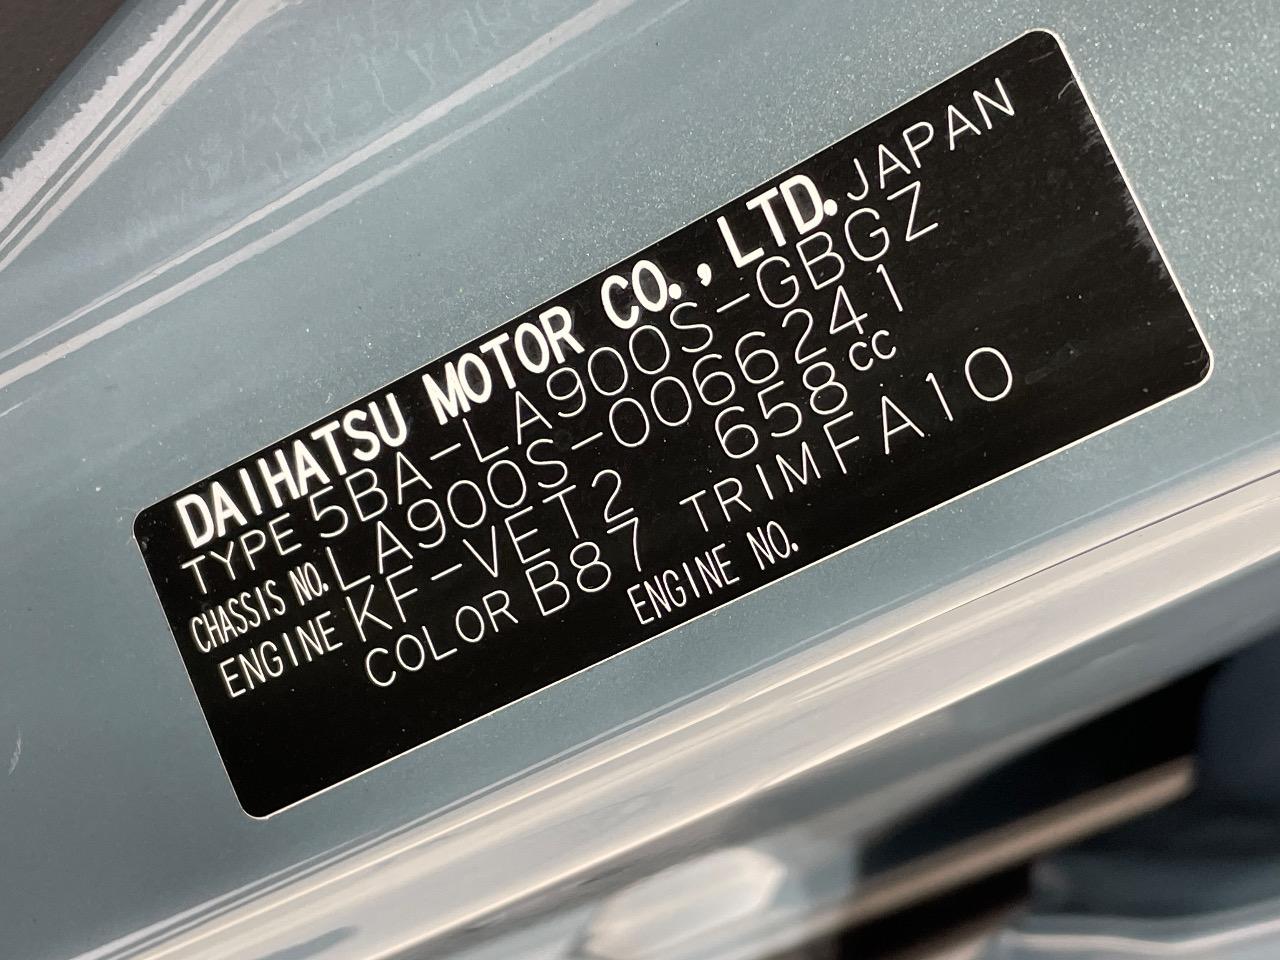 DAIHATSU MOTOR CO., LTD. JAPAN
TYPE 5BA-LA900S-GBGZ
CHASSIS NO. LA900S-0066241
ENGINE KF-VET2 658cc
COLOR B87 TRIM FA10
ENGINE NO.